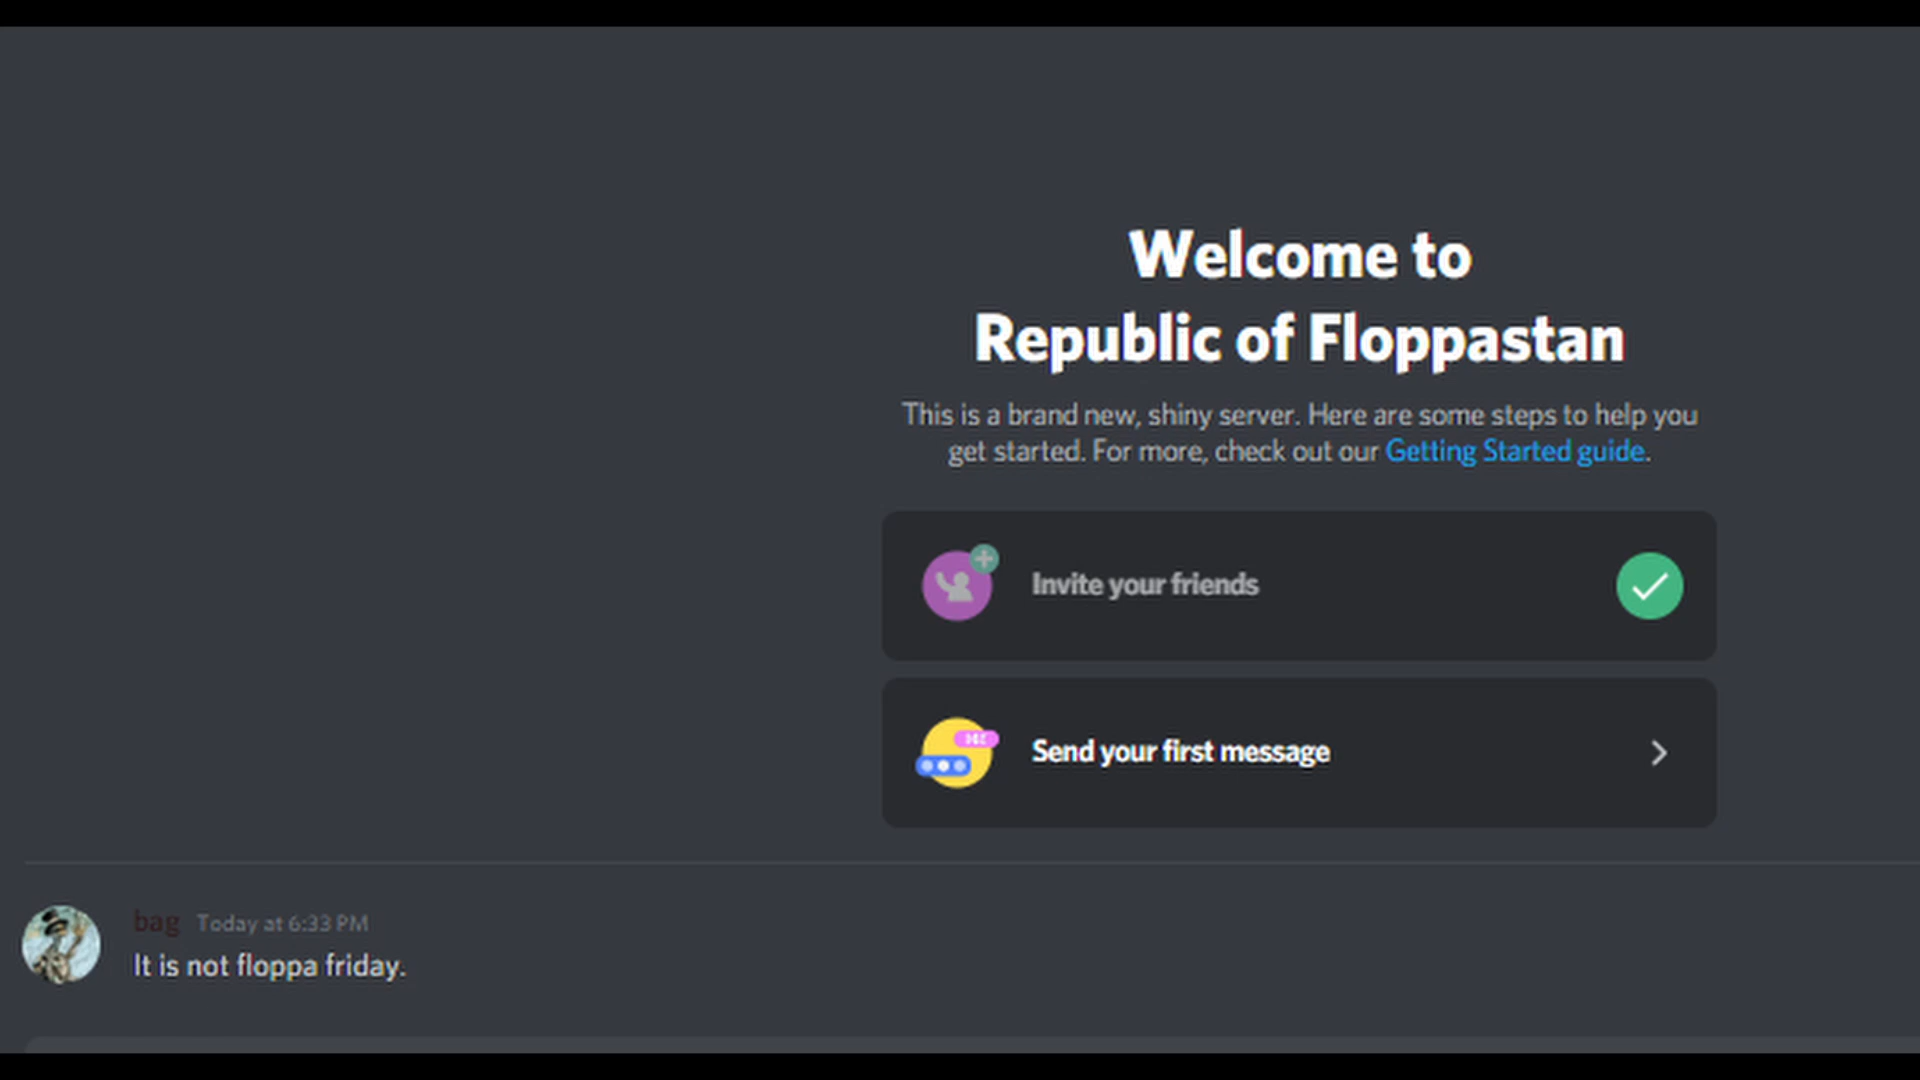 Welcome to
Republic of Floppastan
This is a brand new, shiny server. Here are some steps to help you
get started. For more, check out our Getting Started guide.
Invite your friends
Send your first message
bag Today at 6:33 PM
It is not floppa friday.